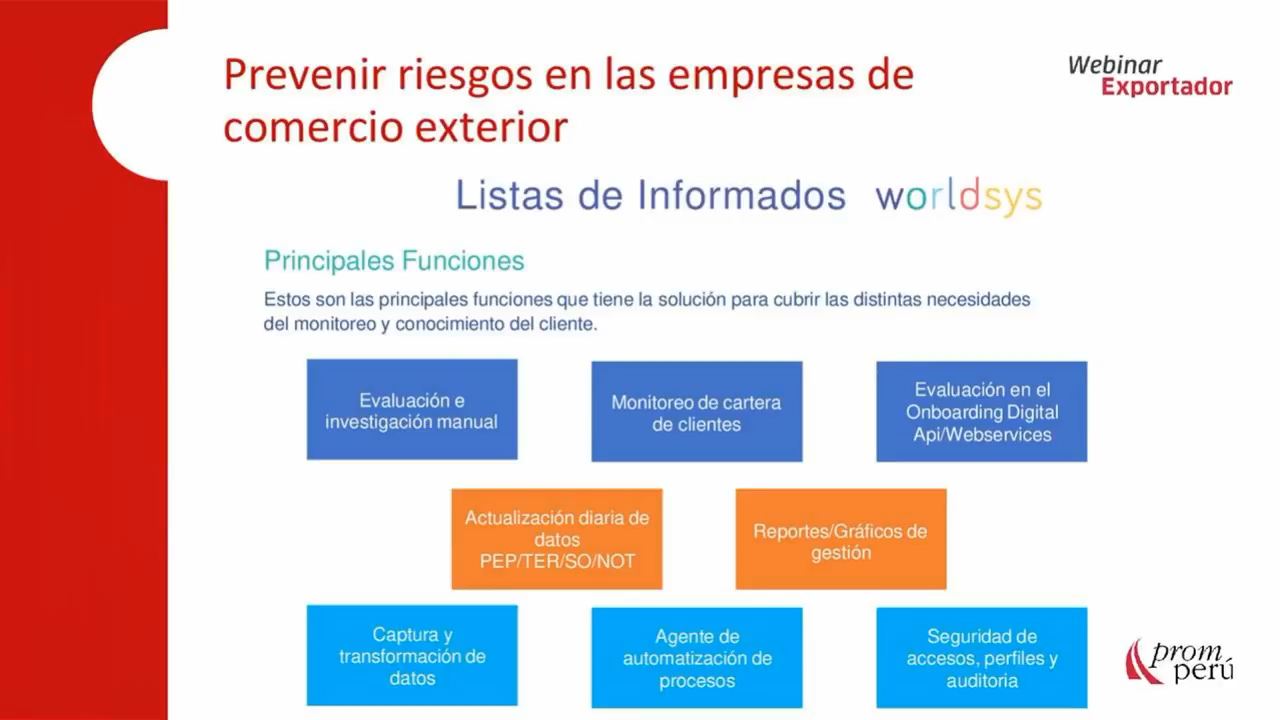 Prevenir riesgos en las empresas de
comercio exterior
Webinar
Exportador
Listas de Informados worldsys
Principales Funciones
Estos son las principales funciones que tiene la solución para cubrir las distintas necesidades
del monitoreo y conocimiento del cliente.
Evaluación e
investigación manual
Monitoreo de cartera
de clientes
Evaluación en el
Onboarding Digital
Api/Webservices
Actualización diaria de
datos
PEP/TER/SO/NOT
Reportes/Gráficos de
gestión
Captura y
transformación de
datos
Agente de
automatización de
procesos
Seguridad de
accesos, perfiles y
auditoria
prom
perú